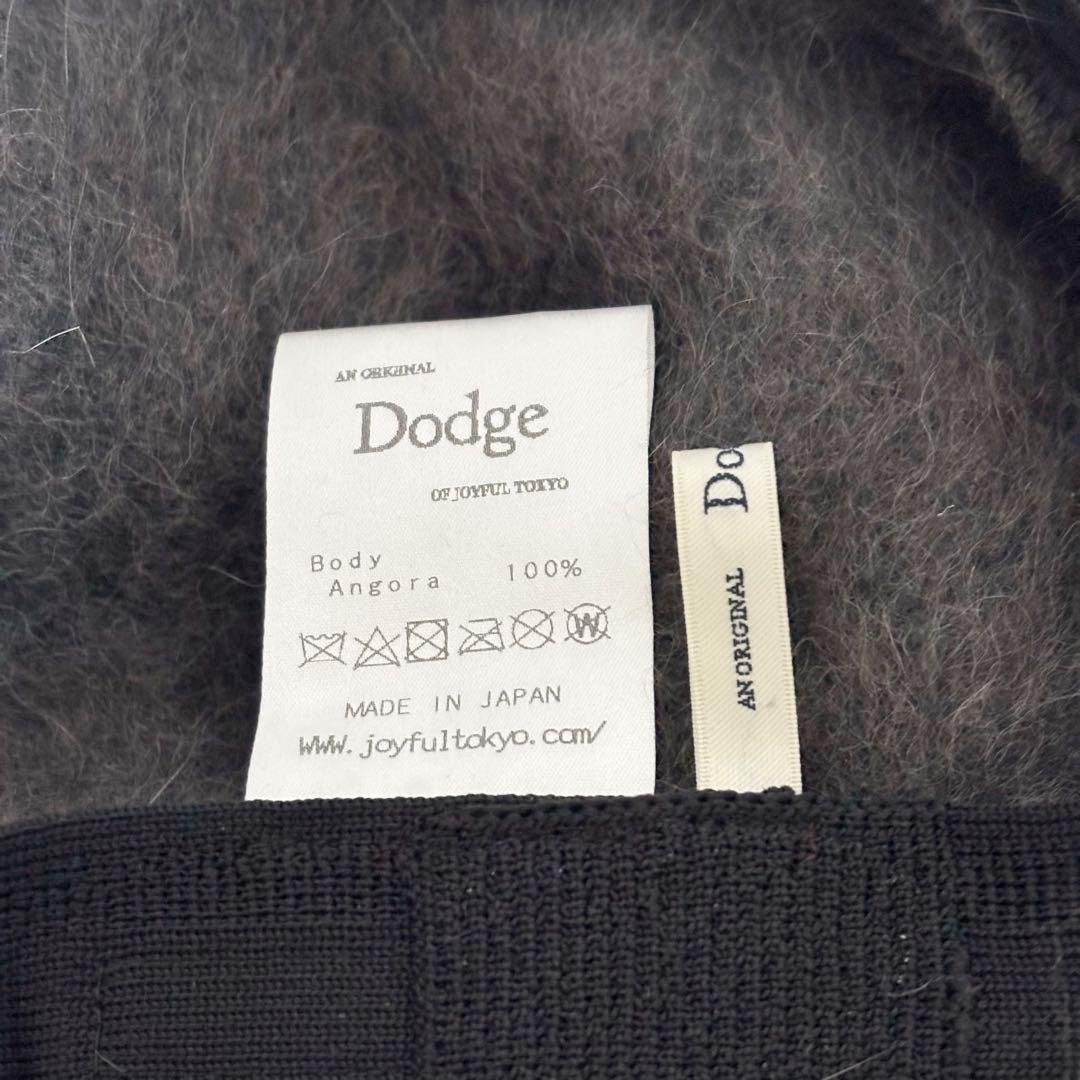 AN ORIGINAL
Dodge
OF JOYFUL TOKYO
Body
Angora 100%
W
MADE IN JAPAN
WWW.joyfultokyo.com/
Do
AN ORIGINAL